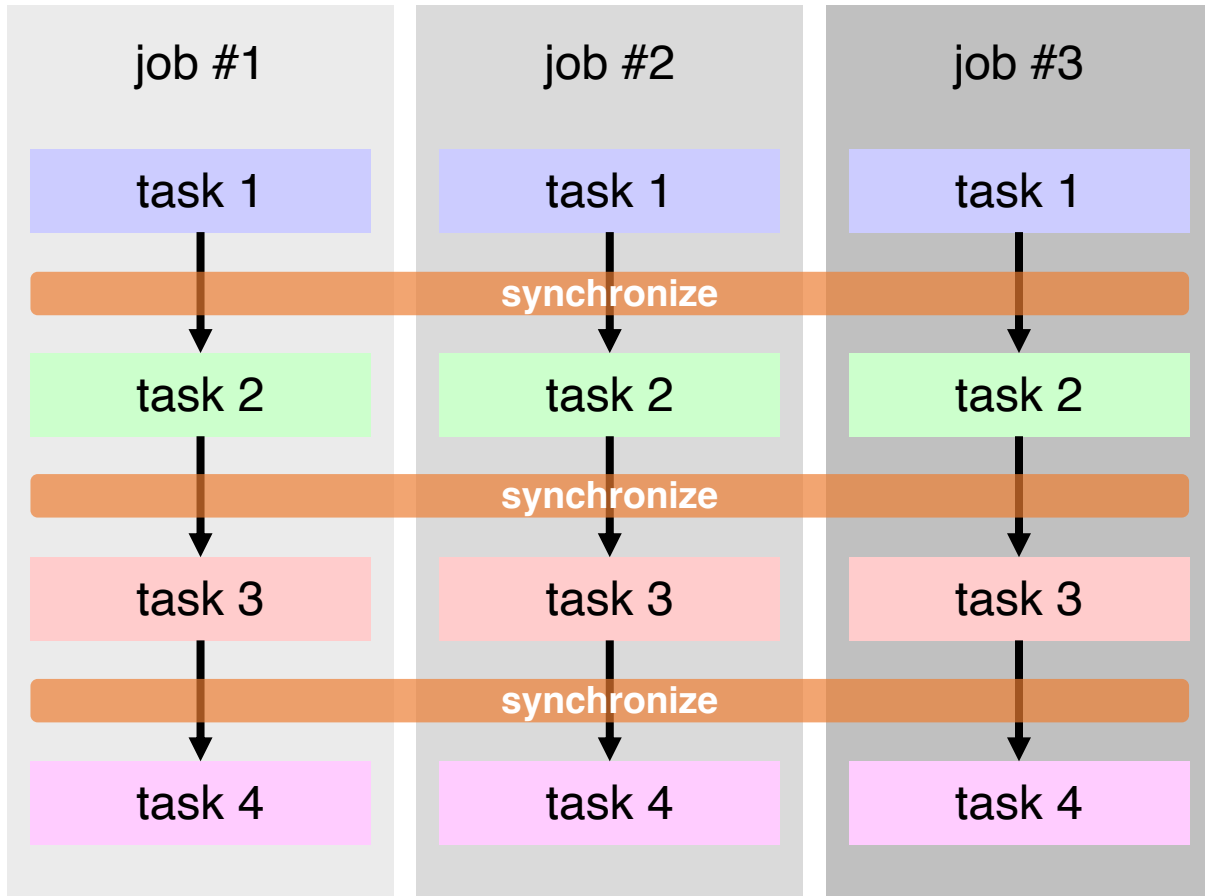 job #1
job #2
job #3
task 1
task 1
task 1
synchronize
task 2
task 2
task 2
synchronize
task 3
task 3
task 3
synchronize
task 4
task 4
task 4